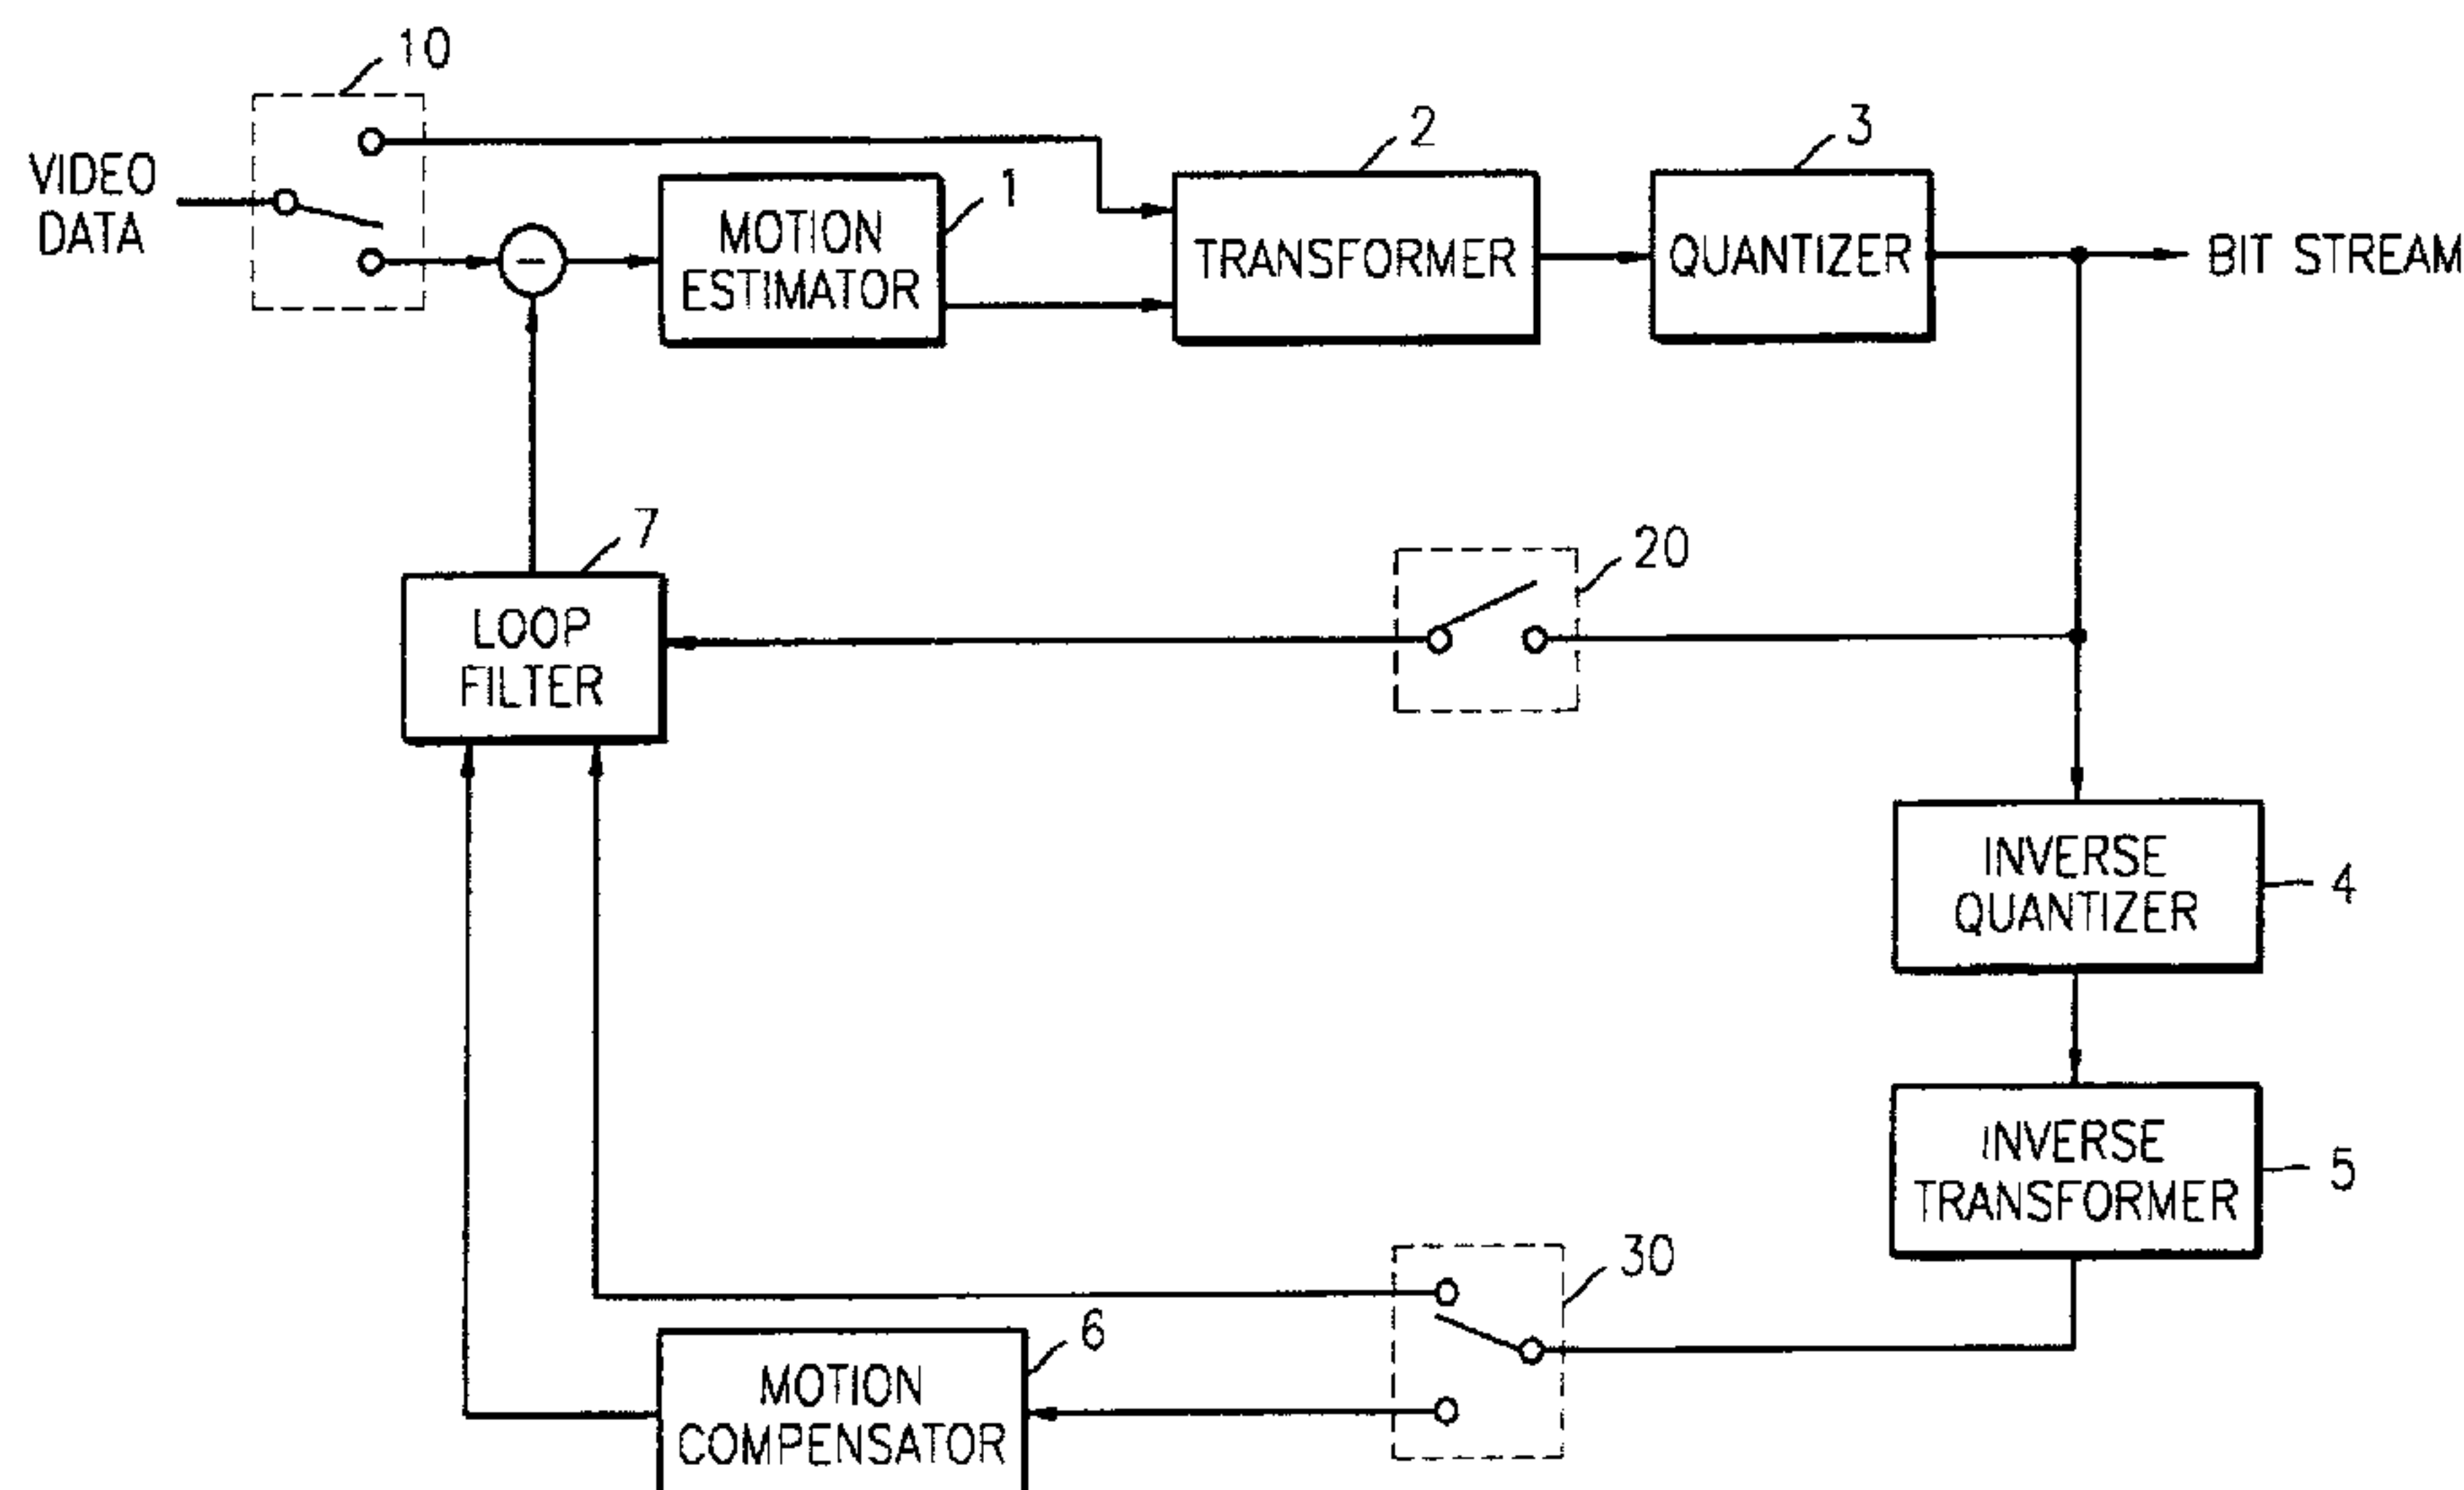 10
VIDEO
DATA
1
MOTION
ESTIMATOR
2
TRANSFORMER
3
QUANTIZER
BIT STREAM
7
LOOP
FILTER
20
INVERSE
QUANTIZER
4
INVERSE
TRANSFORMER
5
30
6
MOTION
COMPENSATOR